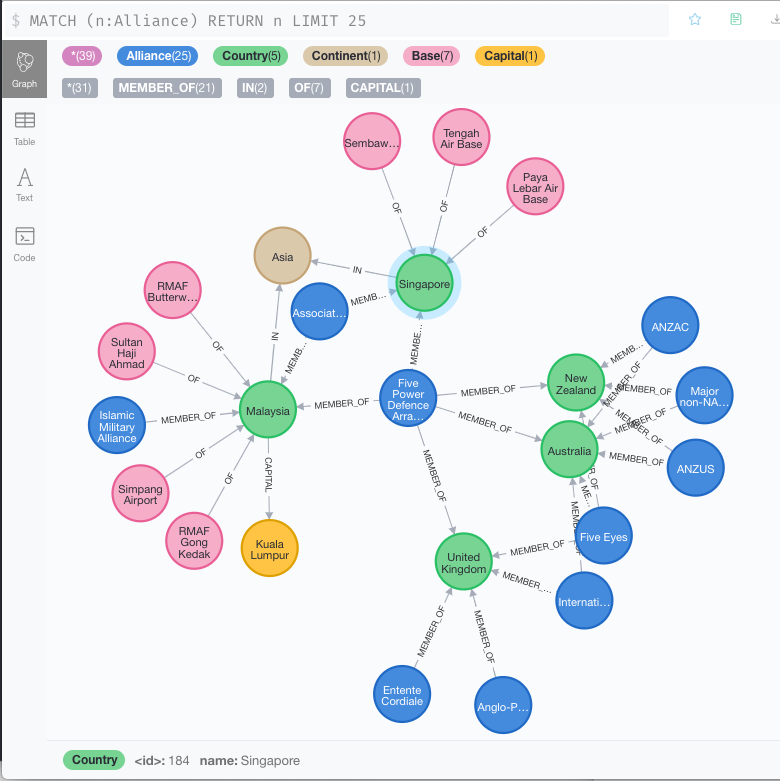 $ MATCH (n:Alliance) RETURN n LIMIT 25
*(39) Alliance(25) Country(5) Continent(1) Base(7) Capital(1)
*(31) MEMBER_OF(21) IN(2) OF(7) CAPITAL(1)
Graph
Table
Text
Code
Sembaw...
Tengah
Air Base
Paya
Lebar Air
Base
OF
OF
OF
Asia
IN
Singapore
Associat...
MEMB...
MEMB...
IN
MEMBE...
RMAF
Butterw...
OF
Sultan
Haji
Ahmad
OF
Islamic
Military
Alliance
MEMBER_OF
Malaysia
MEMBER_OF
Five
Power
Defence
Arra...
MEMBER_OF
MEMBER_OF
MEMBER_OF
New
Zealand
Australia
ANZAC
MEMB...
MEMBER_OF
Major
non-NA...
MEMBER_OF
MEMBER_OF
ANZUS
MEMBER_OF
MEMBER_OF
Simpang
Airport
OF
RMAF
Gong
Kedak
OF
CAPITAL
Kuala
Lumpur
United
Kingdom
MEMBER_OF
Five Eyes
ME...
MEMBER_...
Internati...
MEMBER_OF
Entente
Cordiale
MEMBER_OF
Anglo-P...
Country <id>: 184 name: Singapore